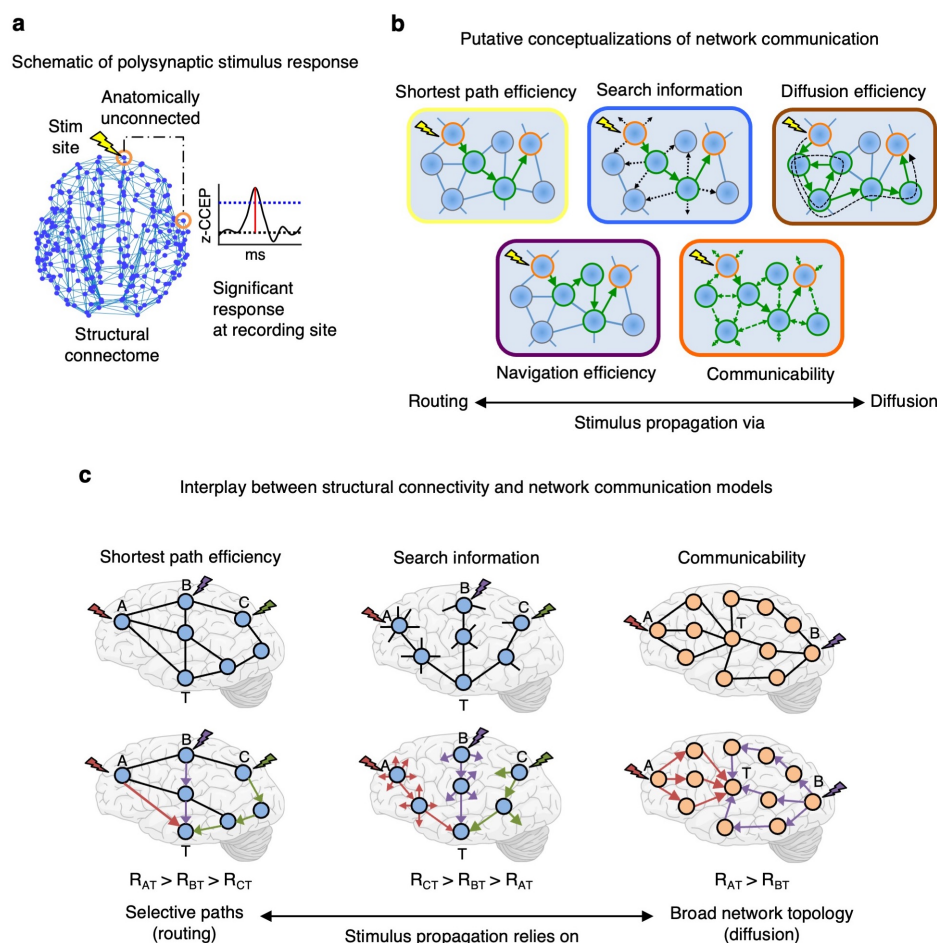 a
Schematic of polysynaptic stimulus response
Anatomically
unconnected
Stim
site
z-CCEP
ms
Significant
response
at recording site
Structural
connectome
b
Putative conceptualizations of network communication
Shortest path efficiency
Search information
Diffusion efficiency
Navigation efficiency
Communicability
Routing
Diffusion
Stimulus propagation via
c
Interplay between structural connectivity and network communication models
Shortest path efficiency
Search information
Communicability
A
B
C
T
A
B
C
T
A
T
B
A
B
C
T
A
B
C
T
A
T
B
R_AT > R_BT > R_CT
R_CT > R_BT > R_AT
R_AT > R_BT
Selective paths
(routing)
Stimulus propagation relies on
Broad network topology
(diffusion)